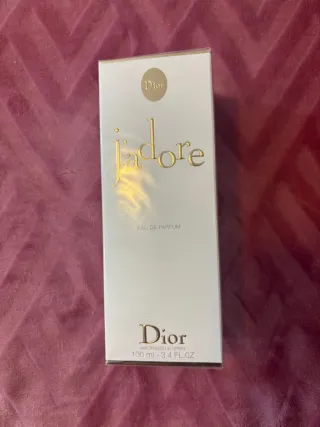 Dior
j'adore
EAU DE PARFUM
Dior
100 ml - 3.4 FL.OZ